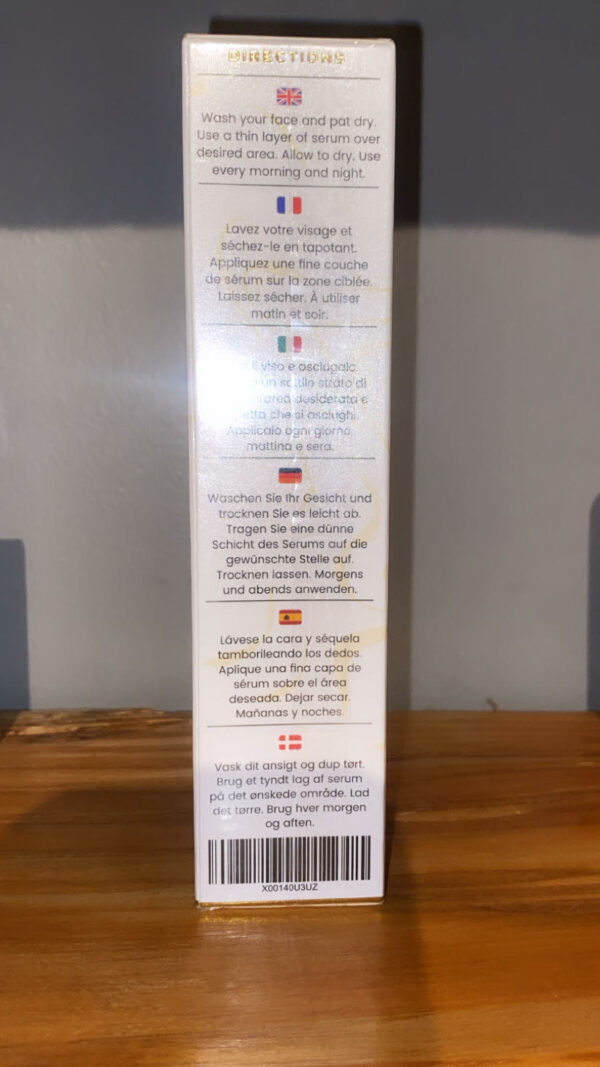 DIRECTIONS
Wash your face and pat dry.
Use a thin layer of serum over
desired area. Allow to dry. Use
every morning and night.
Lavez votre visage et
séchez-le en tapotant.
Appliquez une fine couche
de sérum sur la zone ciblée.
Laissez sécher. À utiliser
matin et soir.
il viso e asciugalo.
un sottile strato di
area desiderata e
che si asciughi.
Applicalo ogni giorno,
mattina e sera.
Waschen Sie Ihr Gesicht und
trocknen Sie es leicht ab.
Tragen Sie eine dünne
Schicht des Serums auf die
gewünschte Stelle auf.
Trocknen lassen. Morgens
und abends anwenden.
Lávese la cara y séquela
tamborileando los dedos.
Aplique una fina capa de
sérum sobre el área
deseada. Dejar secar.
Mañanas y noches.
Vask dit ansigt og dup tørt.
Brug et tyndt lag af serum
på det ønskede område. Lad
det tørre. Brug hver morgen
og aften.
X00140U3UZ